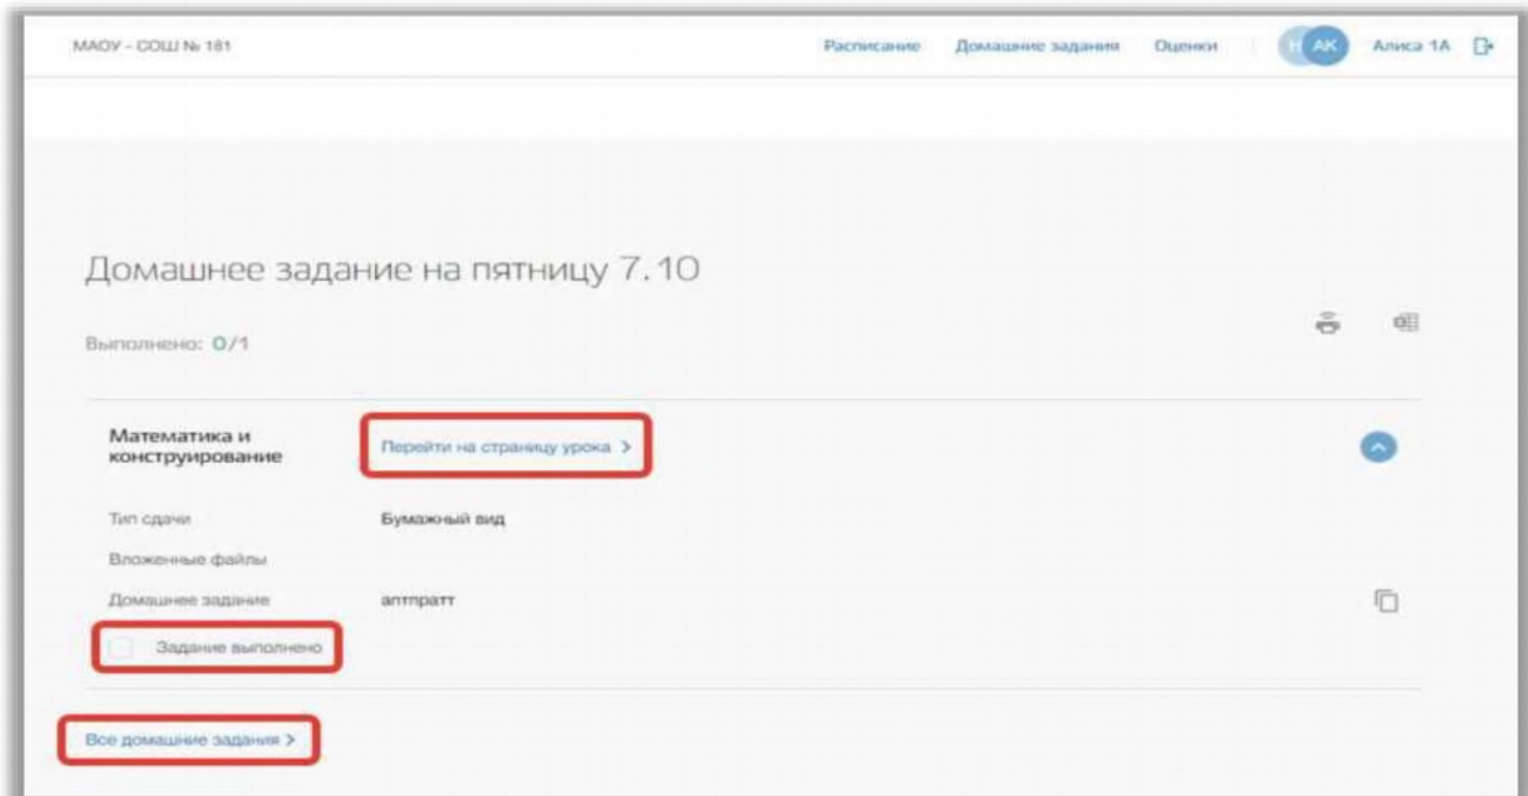 МАОУ - СОШ № 181
Расписание Домашние задания Оценки Н АК Алиса 1А
Домашнее задание на пятницу 7.10
Выполнено: 0/1
Математика и
конструирование
Перейти на страницу урока >
Тип сдачи Бумажный вид
Вложенные файлы
Домашнее задание аптпратт
Задание выполнено
Все домашние задания >